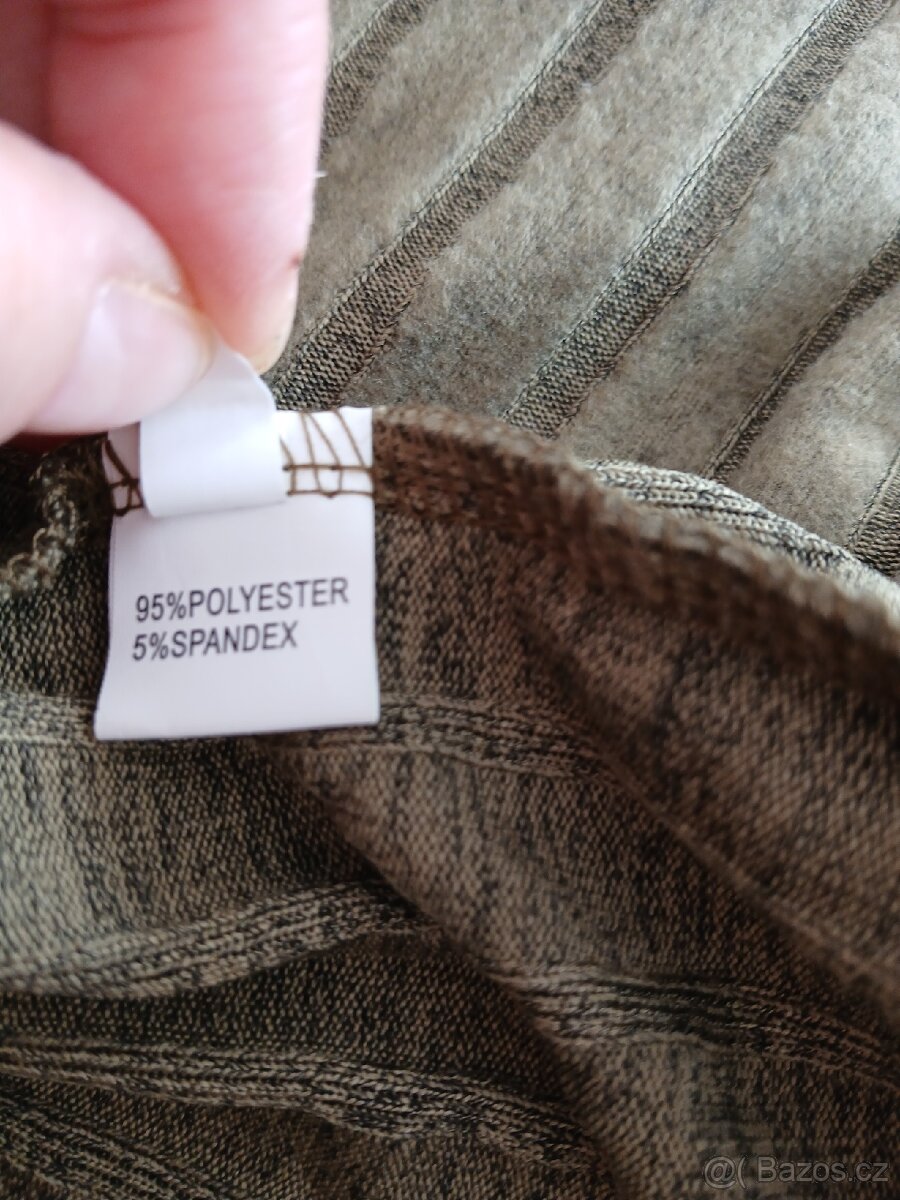 95%POLYESTER
5%SPANDEX
@( Bazos.cz